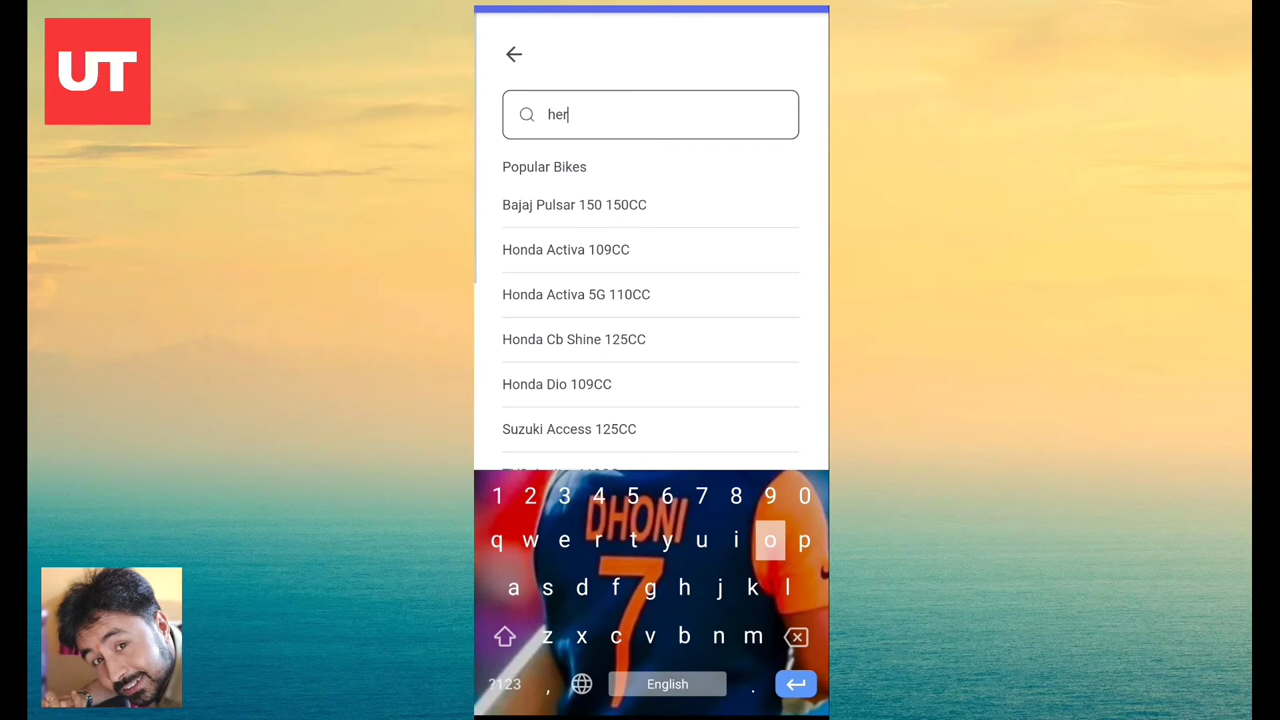 UT
her
Popular Bikes
Bajaj Pulsar 150 150CC
Honda Activa 109CC
Honda Activa 5G 110CC
Honda Cb Shine 125CC
Honda Dio 109CC
Suzuki Access 125CC
DHONI
7
1 2 3 4 5 6 7 8 9 0
q w e r t y u i o p
a s d f g h j k l
z x c v b n m
?123 , English .